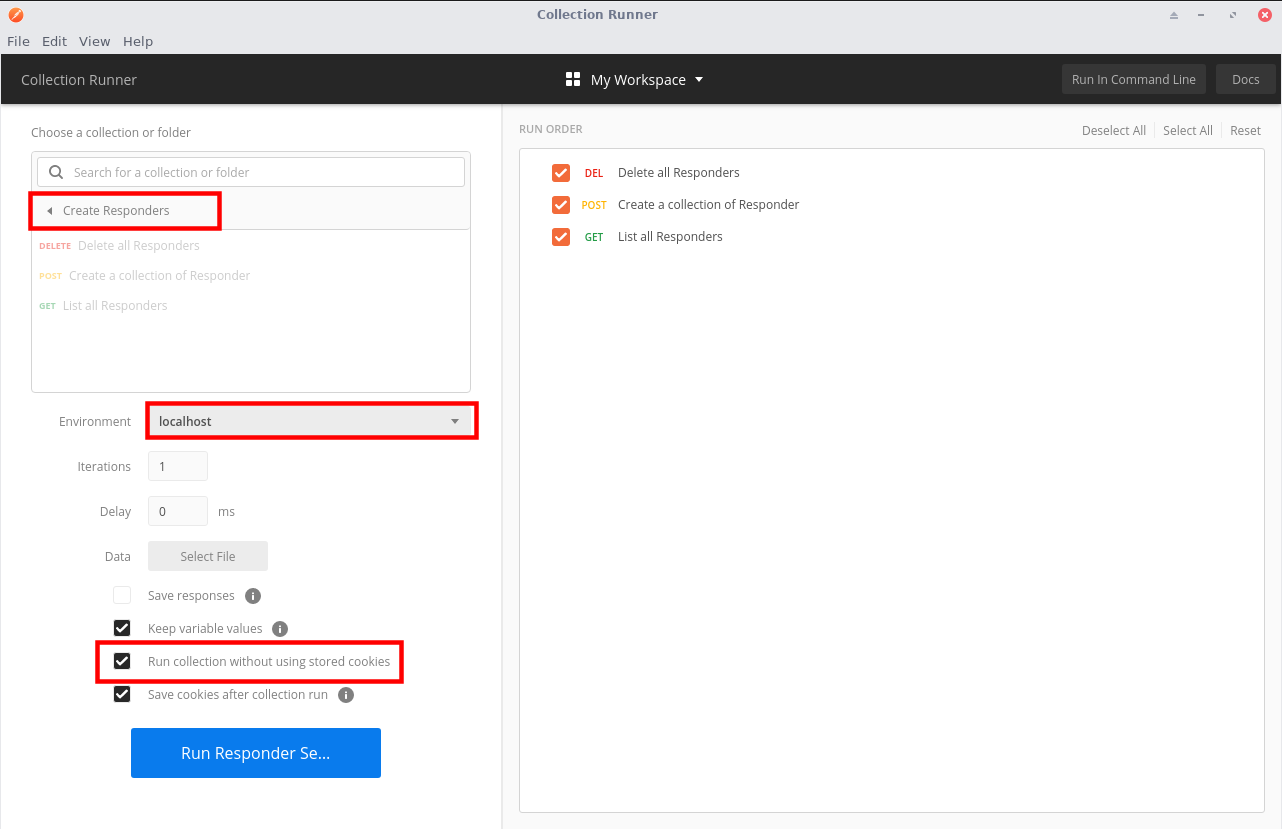 Collection Runner
File Edit View Help
Collection Runner
My Workspace
Run In Command Line
Docs
Choose a collection or folder
Search for a collection or folder
Create Responders
DELETE Delete all Responders
POST Create a collection of Responder
GET List all Responders
Environment localhost
Iterations 1
Delay 0 ms
Data Select File
Save responses
Keep variable values
Run collection without using stored cookies
Save cookies after collection run
Run Responder Se...
RUN ORDER
Deselect All Select All Reset
DEL Delete all Responders
POST Create a collection of Responder
GET List all Responders